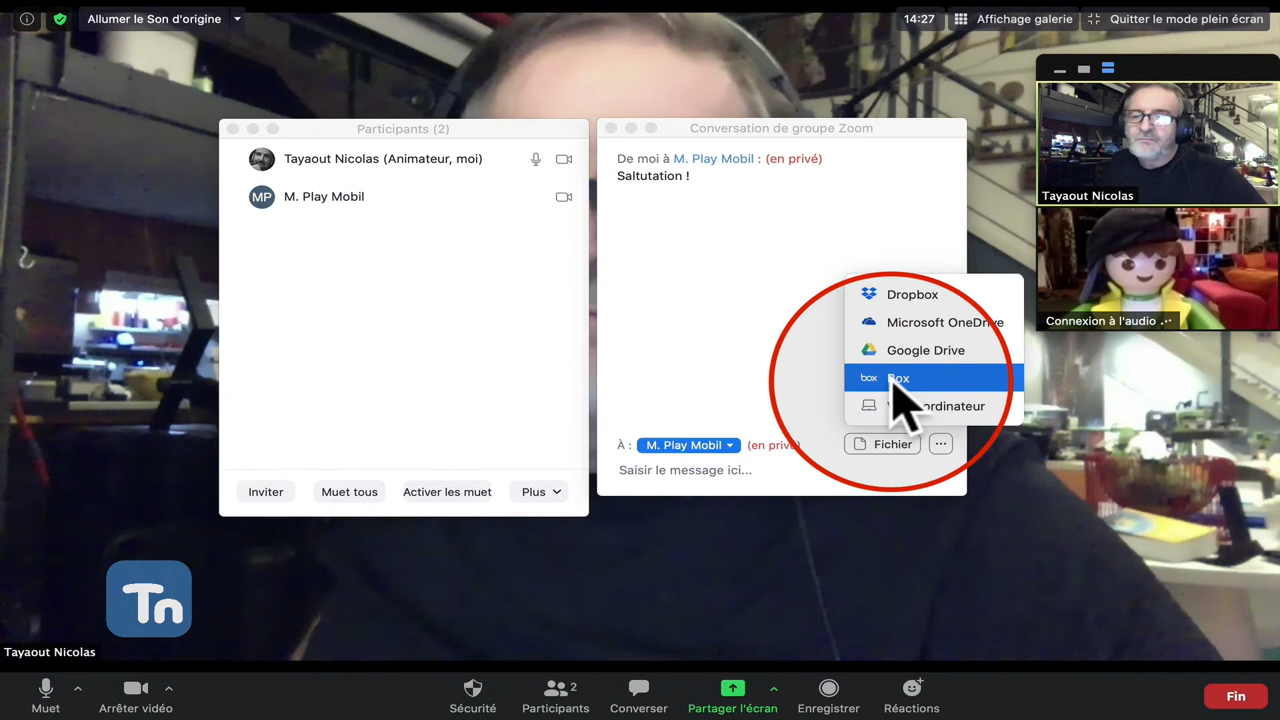 Allumer le Son d'origine
14:27
Affichage galerie
Quitter le mode plein écran
Participants (2)
Tayaout Nicolas (Animateur, moi)
MP
M. Play Mobil
Inviter
Muet tous
Activer les muet
Plus
Conversation de groupe Zoom
De moi à M. Play Mobil : (en privé)
Saltutation !
Dropbox
Microsoft OneDrive
Google Drive
box Box
ordinateur
À : M. Play Mobil (en privé)
Fichier
Saisir le message ici...
Tayaout Nicolas
Connexion à l'audio ...
Tn
Tayaout Nicolas
Muet
Arrêter vidéo
Sécurité
2
Participants
Converser
Partager l'écran
Enregistrer
Réactions
Fin